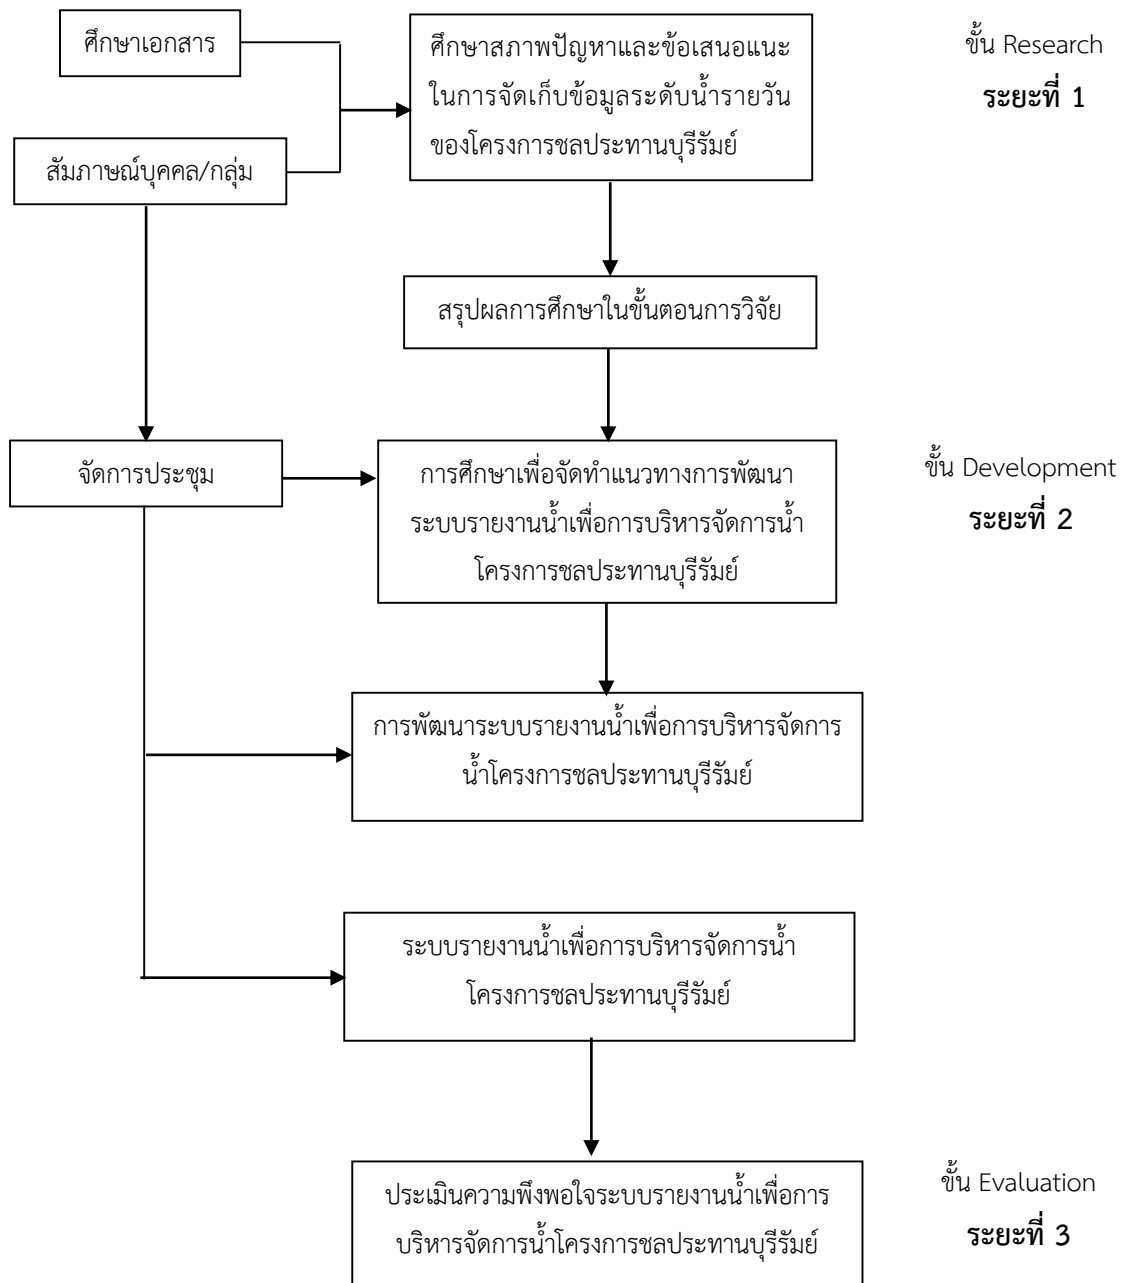 ศึกษาเอกสาร
ศึกษาสภาพปัญหาและข้อเสนอแนะ
ในการจัดเก็บข้อมูลระดับน้ำรายวัน
ของโครงการชลประทานบุรีรัมย์
ขั้น Research
ระยะที่ 1
สัมภาษณ์บุคคล/กลุ่ม
สรุปผลการศึกษาในขั้นตอนการวิจัย
จัดการประชุม
การศึกษาเพื่อจัดทำแนวทางการพัฒนา
ระบบรายงานน้ำเพื่อการบริหารจัดการน้ำ
โครงการชลประทานบุรีรัมย์
ขั้น Development
ระยะที่ 2
การพัฒนาระบบรายงานน้ำเพื่อการบริหารจัดการ
น้ำโครงการชลประทานบุรีรัมย์
ระบบรายงานน้ำเพื่อการบริหารจัดการน้ำ
โครงการชลประทานบุรีรัมย์
ประเมินความพึงพอใจระบบรายงานน้ำเพื่อการ
บริหารจัดการน้ำโครงการชลประทานบุรีรัมย์
ขั้น Evaluation
ระยะที่ 3